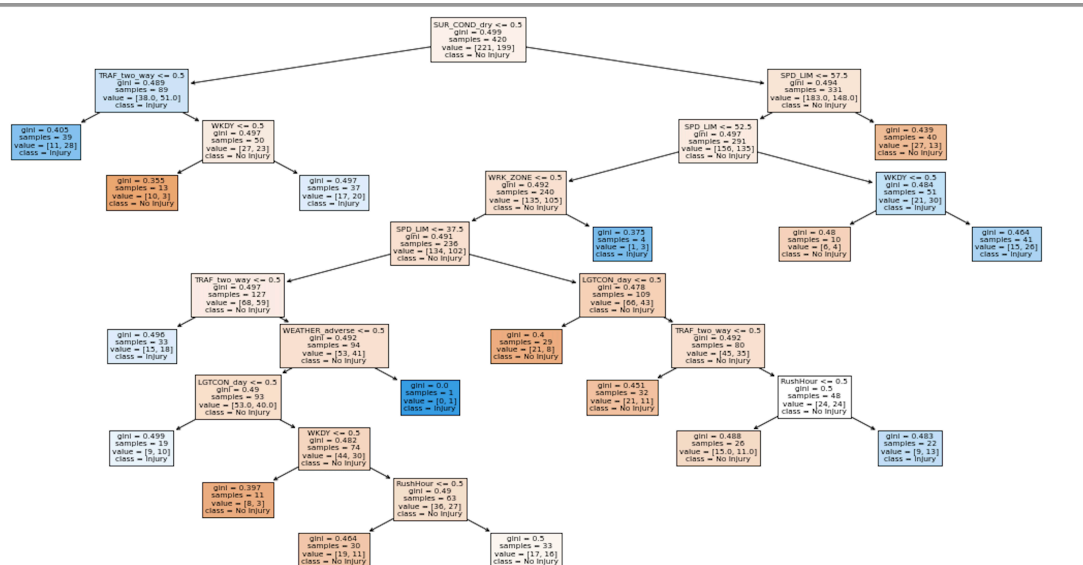 SUR_COND_dry <= 0.5
gini = 0.499
samples = 420
value = [221, 199]
class = No Injury
TRAF_two_way <= 0.5
gini = 0.489
samples = 89
value = [38.0, 51.0]
class = Injury
SPD_LIM <= 57.5
gini = 0.494
samples = 331
value = [183.0, 148.0]
class = No Injury
gini = 0.405
samples = 39
value = [11, 28]
class = Injury
WKDY <= 0.5
gini = 0.497
samples = 50
value = [27, 23]
class = No Injury
SPD_LIM <= 52.5
gini = 0.497
samples = 291
value = [156, 135]
class = No Injury
gini = 0.439
samples = 40
value = [27, 13]
class = No Injury
gini = 0.355
samples = 13
value = [10, 3]
class = No Injury
gini = 0.497
samples = 37
value = [17, 20]
class = Injury
WRK_ZONE <= 0.5
gini = 0.492
samples = 240
value = [135, 105]
class = No Injury
WKDY <= 0.5
gini = 0.484
samples = 51
value = [21, 30]
class = Injury
SPD_LIM <= 37.5
gini = 0.491
samples = 236
value = [134, 102]
class = No Injury
gini = 0.375
samples = 4
value = [1, 3]
class = Injury
gini = 0.48
samples = 10
value = [6, 4]
class = No Injury
gini = 0.464
samples = 41
value = [15, 26]
class = Injury
TRAF_two_way <= 0.5
gini = 0.497
samples = 127
value = [68, 59]
class = No Injury
LGTCON_day <= 0.5
gini = 0.478
samples = 109
value = [66, 43]
class = No Injury
gini = 0.496
samples = 33
value = [15, 18]
class = Injury
WEATHER_adverse <= 0.5
gini = 0.492
samples = 94
value = [53, 41]
class = No Injury
gini = 0.4
samples = 29
value = [21, 8]
class = No Injury
TRAF_two_way <= 0.5
gini = 0.492
samples = 80
value = [45, 35]
class = No Injury
LGTCON_day <= 0.5
gini = 0.49
samples = 93
value = [53.0, 40.0]
class = No Injury
gini = 0.0
samples = 1
value = [0, 1]
class = Injury
gini = 0.451
samples = 32
value = [21, 11]
class = No Injury
RushHour <= 0.5
gini = 0.5
samples = 48
value = [24, 24]
class = No Injury
gini = 0.499
samples = 19
value = [9, 10]
class = Injury
WKDY <= 0.5
gini = 0.482
samples = 74
value = [44, 30]
class = No Injury
gini = 0.488
samples = 26
value = [15.0, 11.0]
class = No Injury
gini = 0.483
samples = 22
value = [9, 13]
class = Injury
gini = 0.397
samples = 11
value = [8, 3]
class = No Injury
RushHour <= 0.5
gini = 0.49
samples = 63
value = [36, 27]
class = No Injury
gini = 0.464
samples = 30
value = [19, 11]
class = No Injury
gini = 0.5
samples = 33
value = [17, 16]
class = No Injury